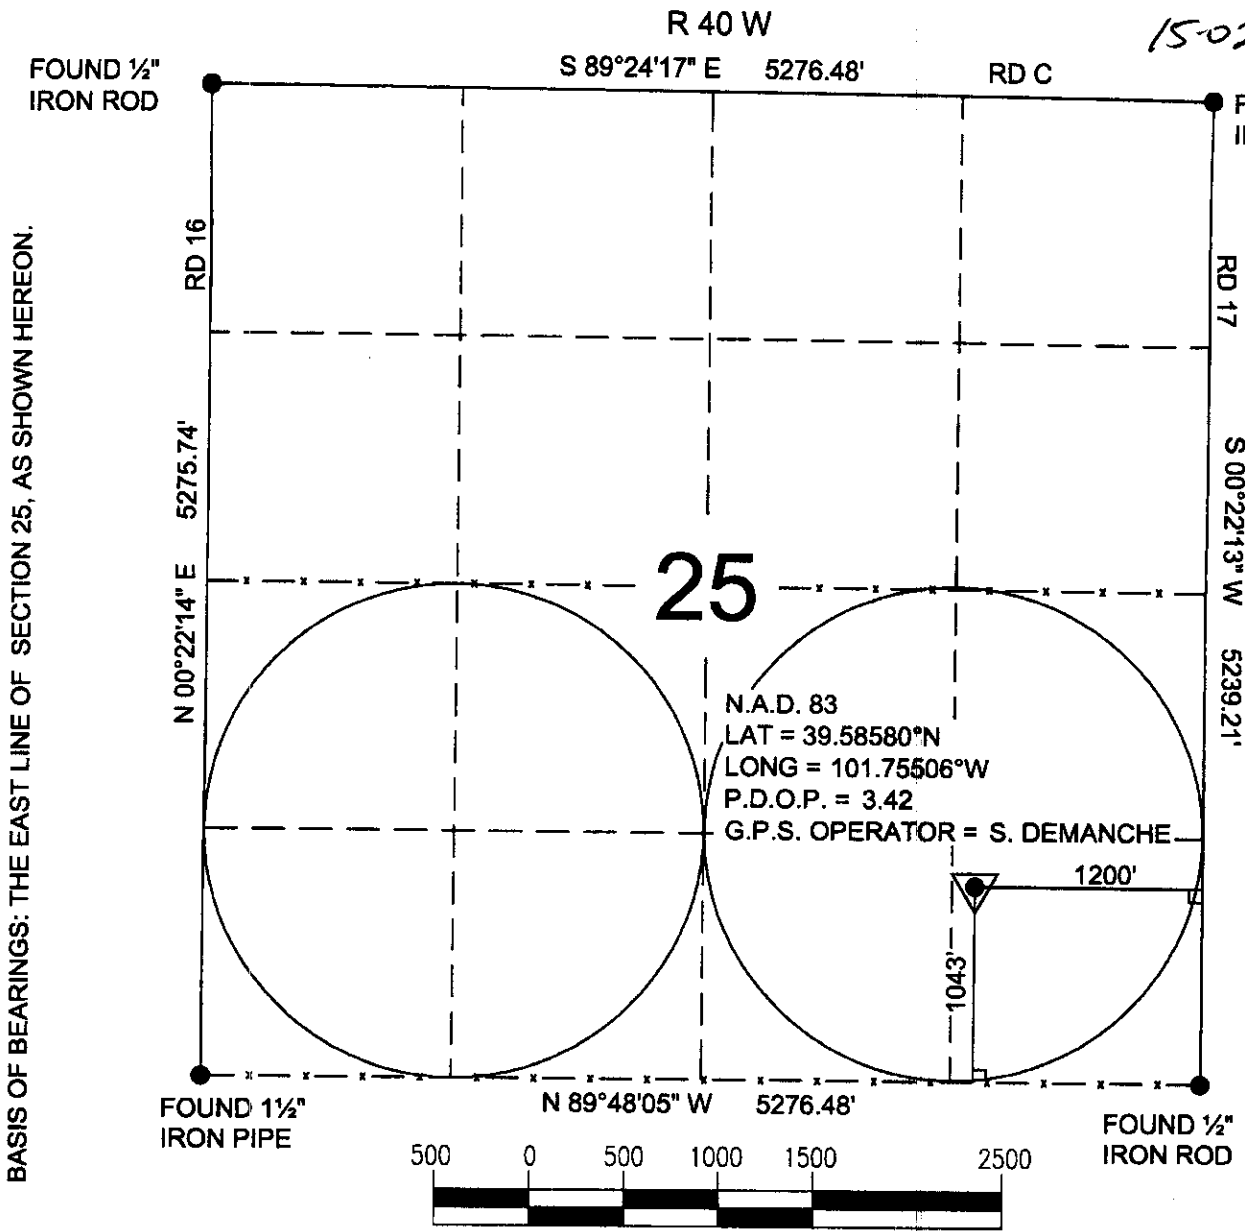 R 40 W
15-02
FOUND ½"
IRON ROD
S 89°24'17" E 5276.48' RD C
RD 16
RD 17
BASIS OF BEARINGS: THE EAST LINE OF SECTION 25, AS SHOWN HEREON.
N 00°22'14" E 5275.74'
S 00°22'13" W 5239.21'
25
N.A.D. 83
LAT = 39.58580°N
LONG = 101.75506°W
P.D.O.P. = 3.42
G.P.S. OPERATOR = S. DEMANCHE
1200'
1043'
FOUND 1½"
IRON PIPE
N 89°48'05" W 5276.48'
FOUND ½"
IRON ROD
500 0 500 1000 1500 2500